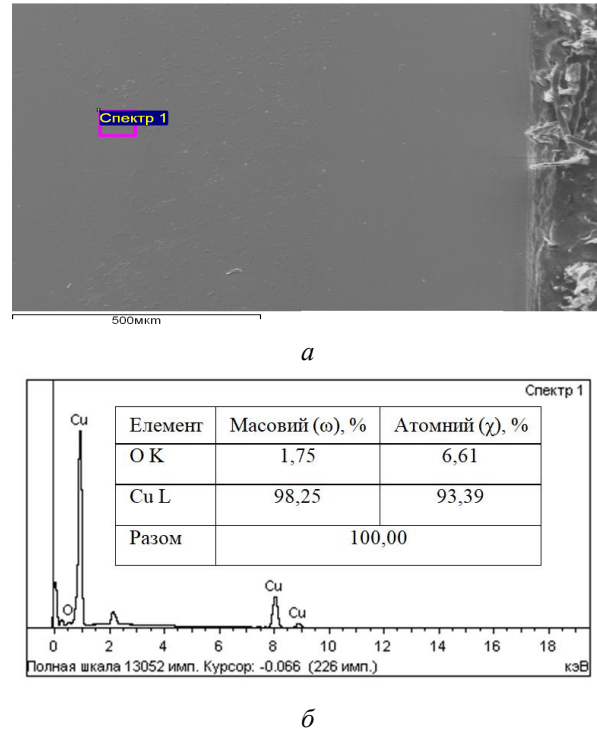 Спектр 1
500мкm
а
Спектр 1
Cu
Елемент Масовий (ω), % Атомний (χ), %
O K 1,75 6,61
Cu L 98,25 93,39
Разом 100,00
O
Cu
Cu
0 2 4 6 8 10 12 14 16 18
Полная шкала 13052 имп. Курсор: -0.066 (226 имп.) кэВ
б